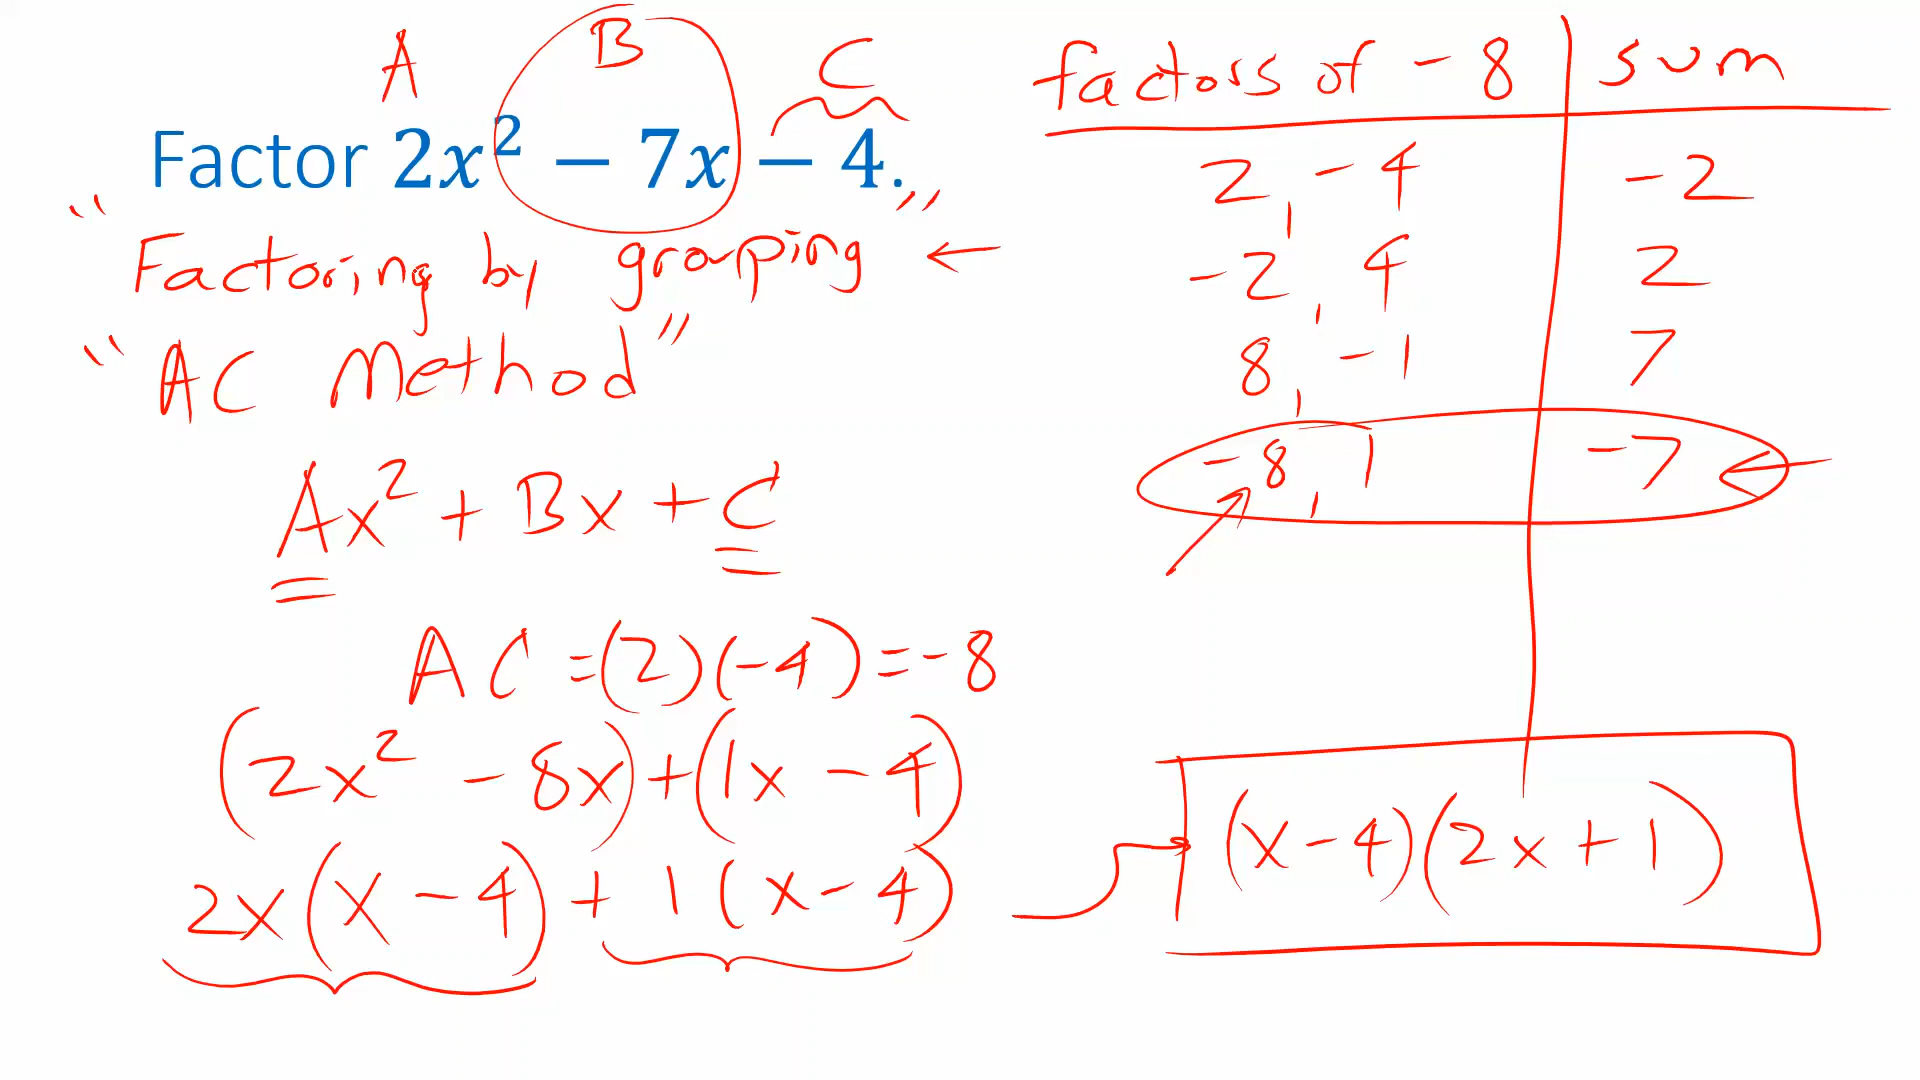 A B C
Factor 2x² − 7x − 4.
"Factoring by grouping" ←
"AC Method"
Ax² + Bx + C
AC = (2)(-4) = -8
(2x² - 8x) + (1x - 4)
2x(x - 4) + 1(x - 4)
factors of -8 | sum
2, -4 | -2
-2, 4 | 2
8, -1 | 7
-8, 1 | -7
(x-4)(2x+1)